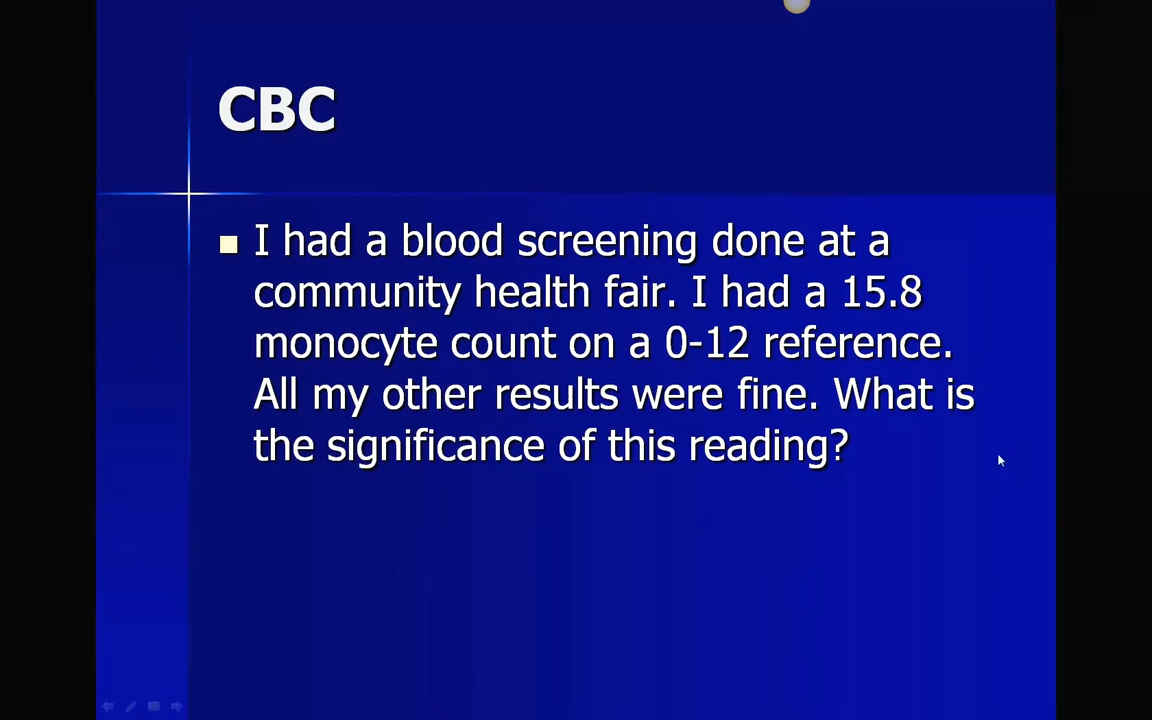 CBC
I had a blood screening done at a
community health fair. I had a 15.8
monocyte count on a 0-12 reference.
All my other results were fine. What is
the significance of this reading?